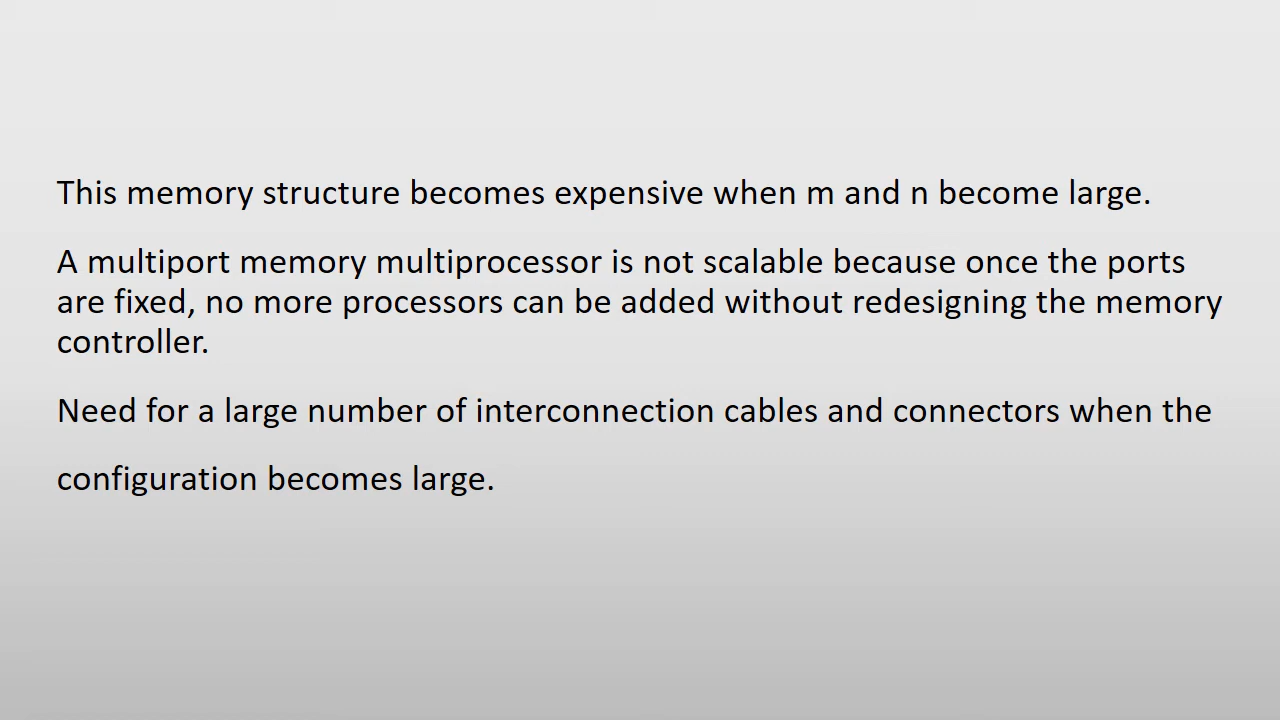 This memory structure becomes expensive when m and n become large.
A multiport memory multiprocessor is not scalable because once the ports
are fixed, no more processors can be added without redesigning the memory
controller.
Need for a large number of interconnection cables and connectors when the
configuration becomes large.